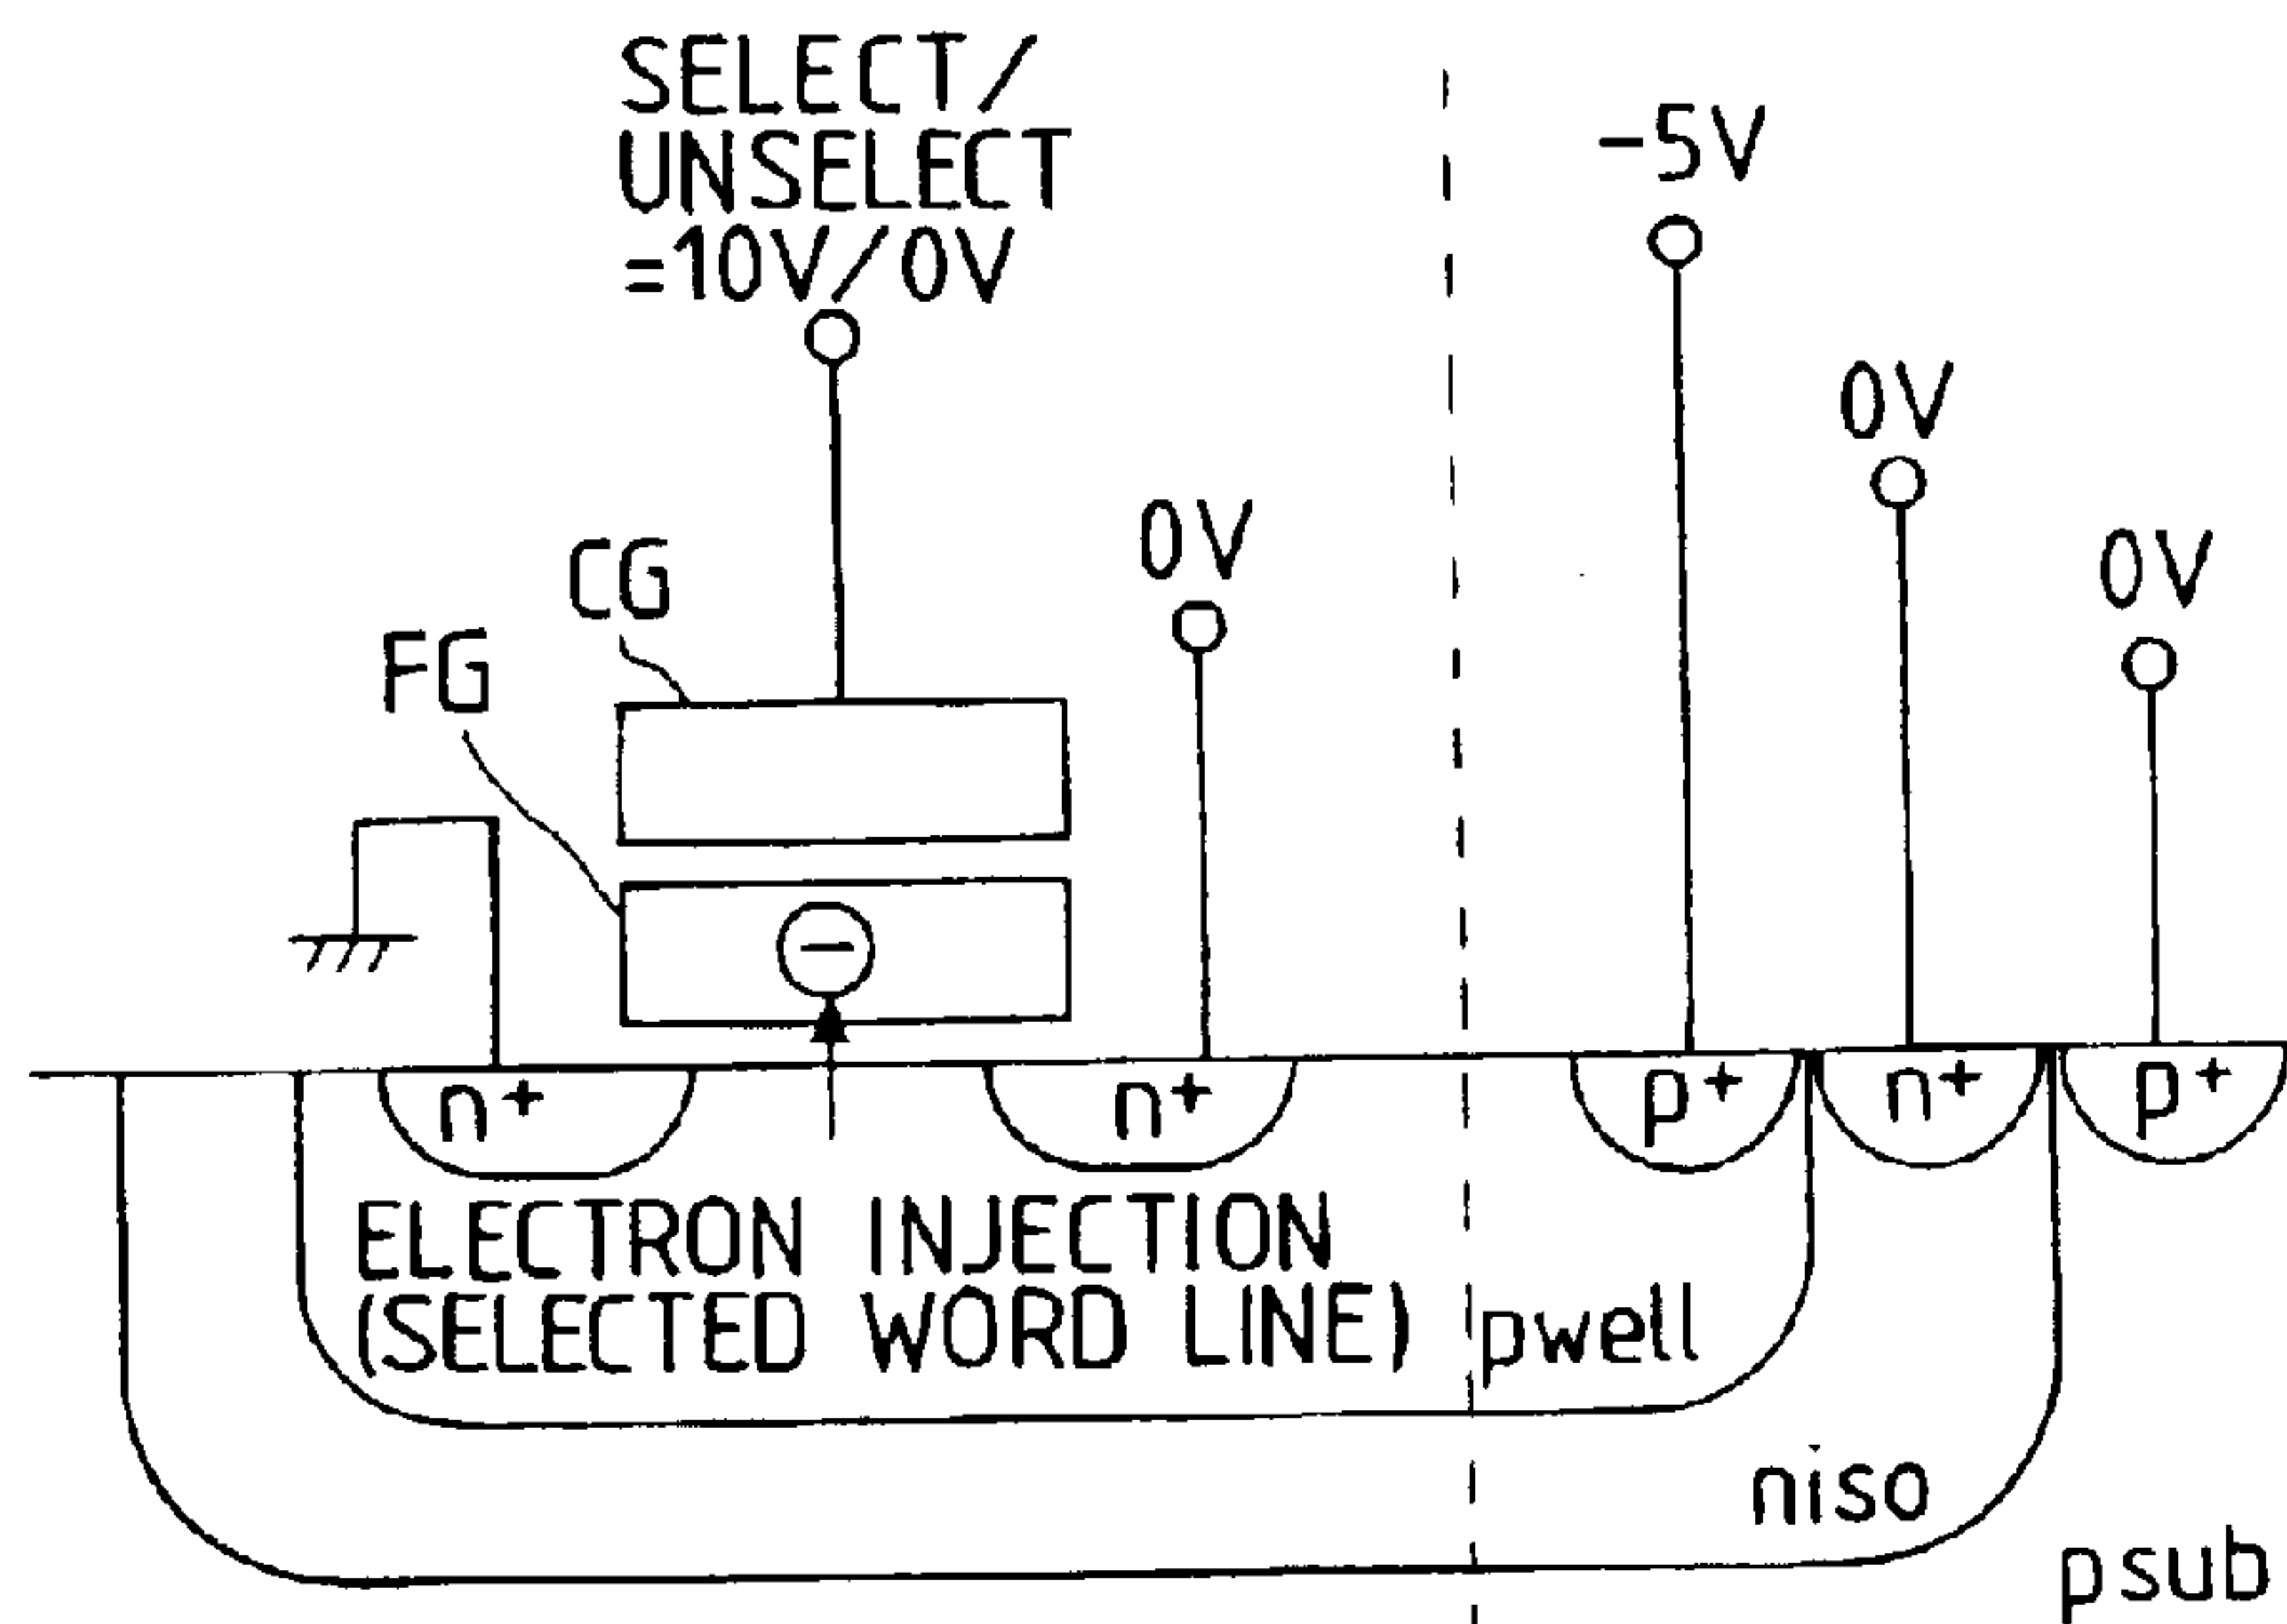 SELECT/
UNSELECT
=10V/0V
-5V
0V
0V
0V
CG
FG
n+
n+
p+
n+
p+
ELECTRON INJECTION
(SELECTED WORD LINE)
pwell
niso
psub